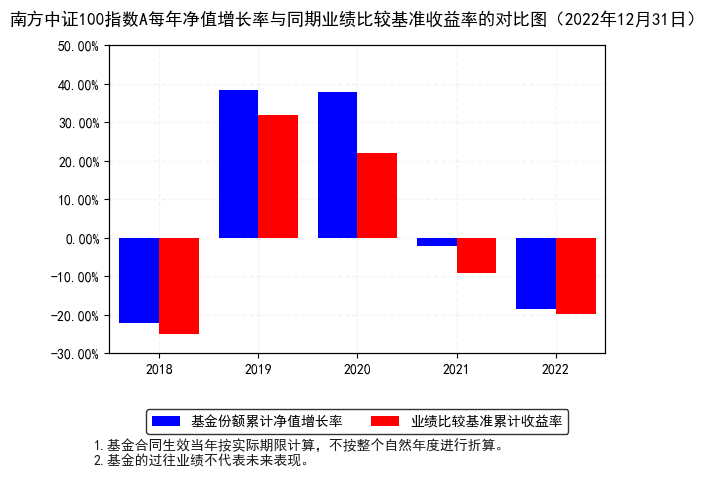 南方中证100指数A每年净值增长率与同期业绩比较基准收益率的对比图（2022年12月31日）
50.00%
40.00%
30.00%
20.00%
10.00%
0.00%
-10.00%
-20.00%
-30.00%
2018 2019 2020 2021 2022
基金份额累计净值增长率 业绩比较基准累计收益率
1.基金合同生效当年按实际期限计算，不按整个自然年度进行折算。
2.基金的过往业绩不代表未来表现。